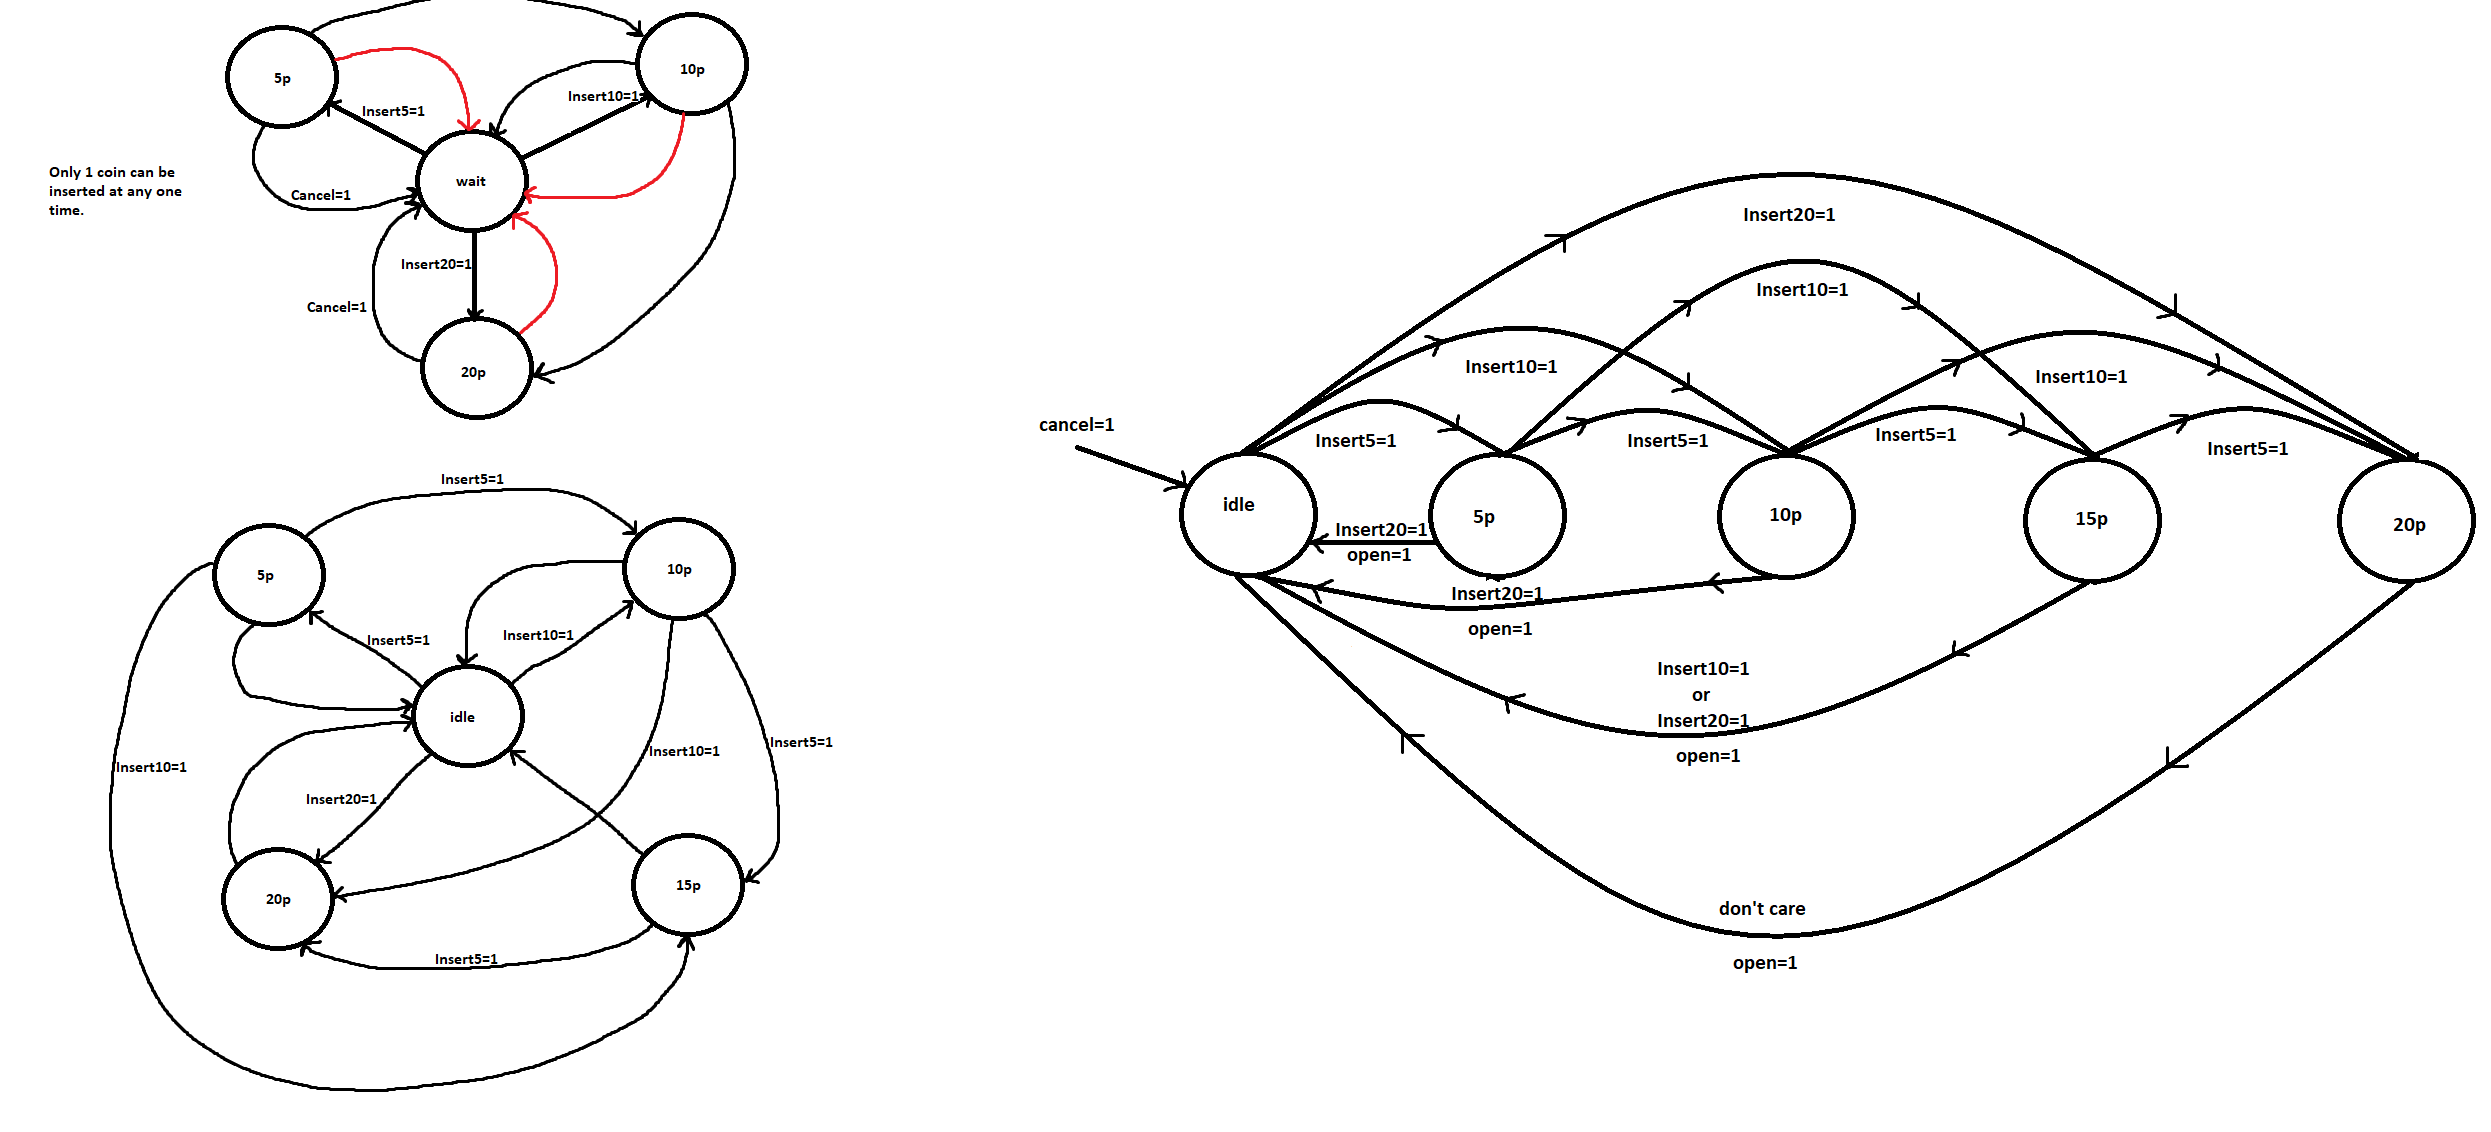 5p
10p
Insert5=1
Insert10=1
wait
Only 1 coin can be
inserted at any one
time.
Cancel=1
Insert20=1
Cancel=1
20p
Insert5=1
5p
10p
Insert5=1
Insert10=1
idle
Insert10=1
Insert5=1
Insert10=1
Insert20=1
20p
15p
Insert5=1
Insert20=1
Insert10=1
Insert10=1
Insert10=1
cancel=1
Insert5=1
Insert5=1
Insert5=1
Insert5=1
idle
5p
10p
15p
20p
Insert20=1
open=1
Insert20=1
open=1
Insert10=1
or
Insert20=1
open=1
don't care
open=1